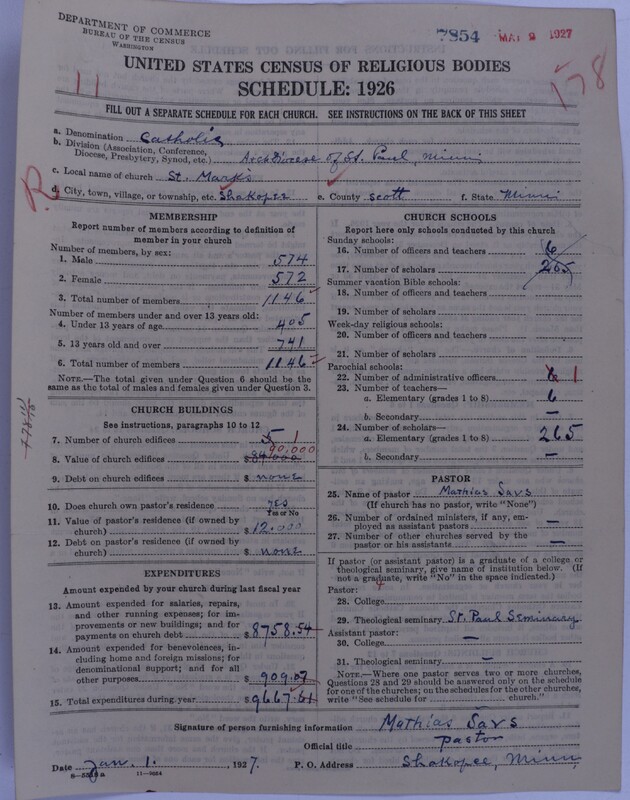 DEPARTMENT OF COMMERCE
BUREAU OF THE CENSUS
WASHINGTON
7854 MAR 2 1927
UNITED STATES CENSUS OF RELIGIOUS BODIES
SCHEDULE: 1926
11
178
FILL OUT A SEPARATE SCHEDULE FOR EACH CHURCH. SEE INSTRUCTIONS ON THE BACK OF THIS SHEET
a. Denomination Catholic
b. Division (Association, Conference, Diocese, Presbytery, Synod, etc.) Archdiocese of St. Paul, Minn.
c. Local name of church St. Mark's
R
d. City, town, village, or township, etc. Shakopee e. County Scott f. State Minn.
MEMBERSHIP
Report number of members according to definition of
member in your church
Number of members, by sex:
1. Male 574
2. Female 572
3. Total number of members 1146
Number of members under and over 13 years old:
4. Under 13 years of age 405
5. 13 years old and over 741
6. Total number of members 1146
NOTE.—The total given under Question 6 should be
the same as the total of males and females given under Question 3.
CHURCH BUILDINGS
See instructions, paragraphs 10 to 12
7. Number of church edifices 5 1
90,000
8. Value of church edifices $
9. Debt on church edifices $ none
10. Does church own pastor's residence yes
Yes or No
11. Value of pastor's residence (if owned by
church) $ 12.000
12. Debt on pastor's residence (if owned by
church) $ none
EXPENDITURES
Amount expended by your church during last fiscal year
13. Amount expended for salaries, repairs,
and other running expenses; for im-
provements or new buildings; and for
payments on church debt $ 8758.54
14. Amount expended for benevolences, in-
cluding home and foreign missions; for
denominational support; and for all
other purposes $ 909.07
15. Total expenditures during year $ 9667.61
CHURCH SCHOOLS
Report here only schools conducted by this church
Sunday schools:
16. Number of officers and teachers 6
17. Number of scholars 265
Summer vacation Bible schools:
18. Number of officers and teachers
19. Number of scholars
Week-day religious schools:
20. Number of officers and teachers
21. Number of scholars
Parochial schools:
22. Number of administrative officers 6 1
23. Number of teachers—
a. Elementary (grades 1 to 8) 6
b. Secondary —
24. Number of scholars—
a. Elementary (grades 1 to 8) 265
b. Secondary —
PASTOR
25. Name of pastor Mathias Savs
(If church has no pastor, write "None")
26. Number of ordained ministers, if any, em-
ployed as assistant pastors —
27. Number of other churches served by the
pastor or his assistants —
If pastor (or assistant pastor) is a graduate of a college or
theological seminary, give name of institution below. (If
not a graduate, write "No" in the space indicated.)
Pastor:
28. College
29. Theological seminary St. Paul Seminary
Assistant pastor:
30. College —
31. Theological seminary —
NOTE.—Where one pastor serves two or more churches,
Questions 28 and 29 should be answered only on the schedule
for one of the churches; on the schedules for the other churches,
write "See schedule for church."
Signature of person furnishing information Mathias Savs
Official title pastor
Date Jan. 1. , 1927. P. O. Address Shakopee, Minn
11—9664